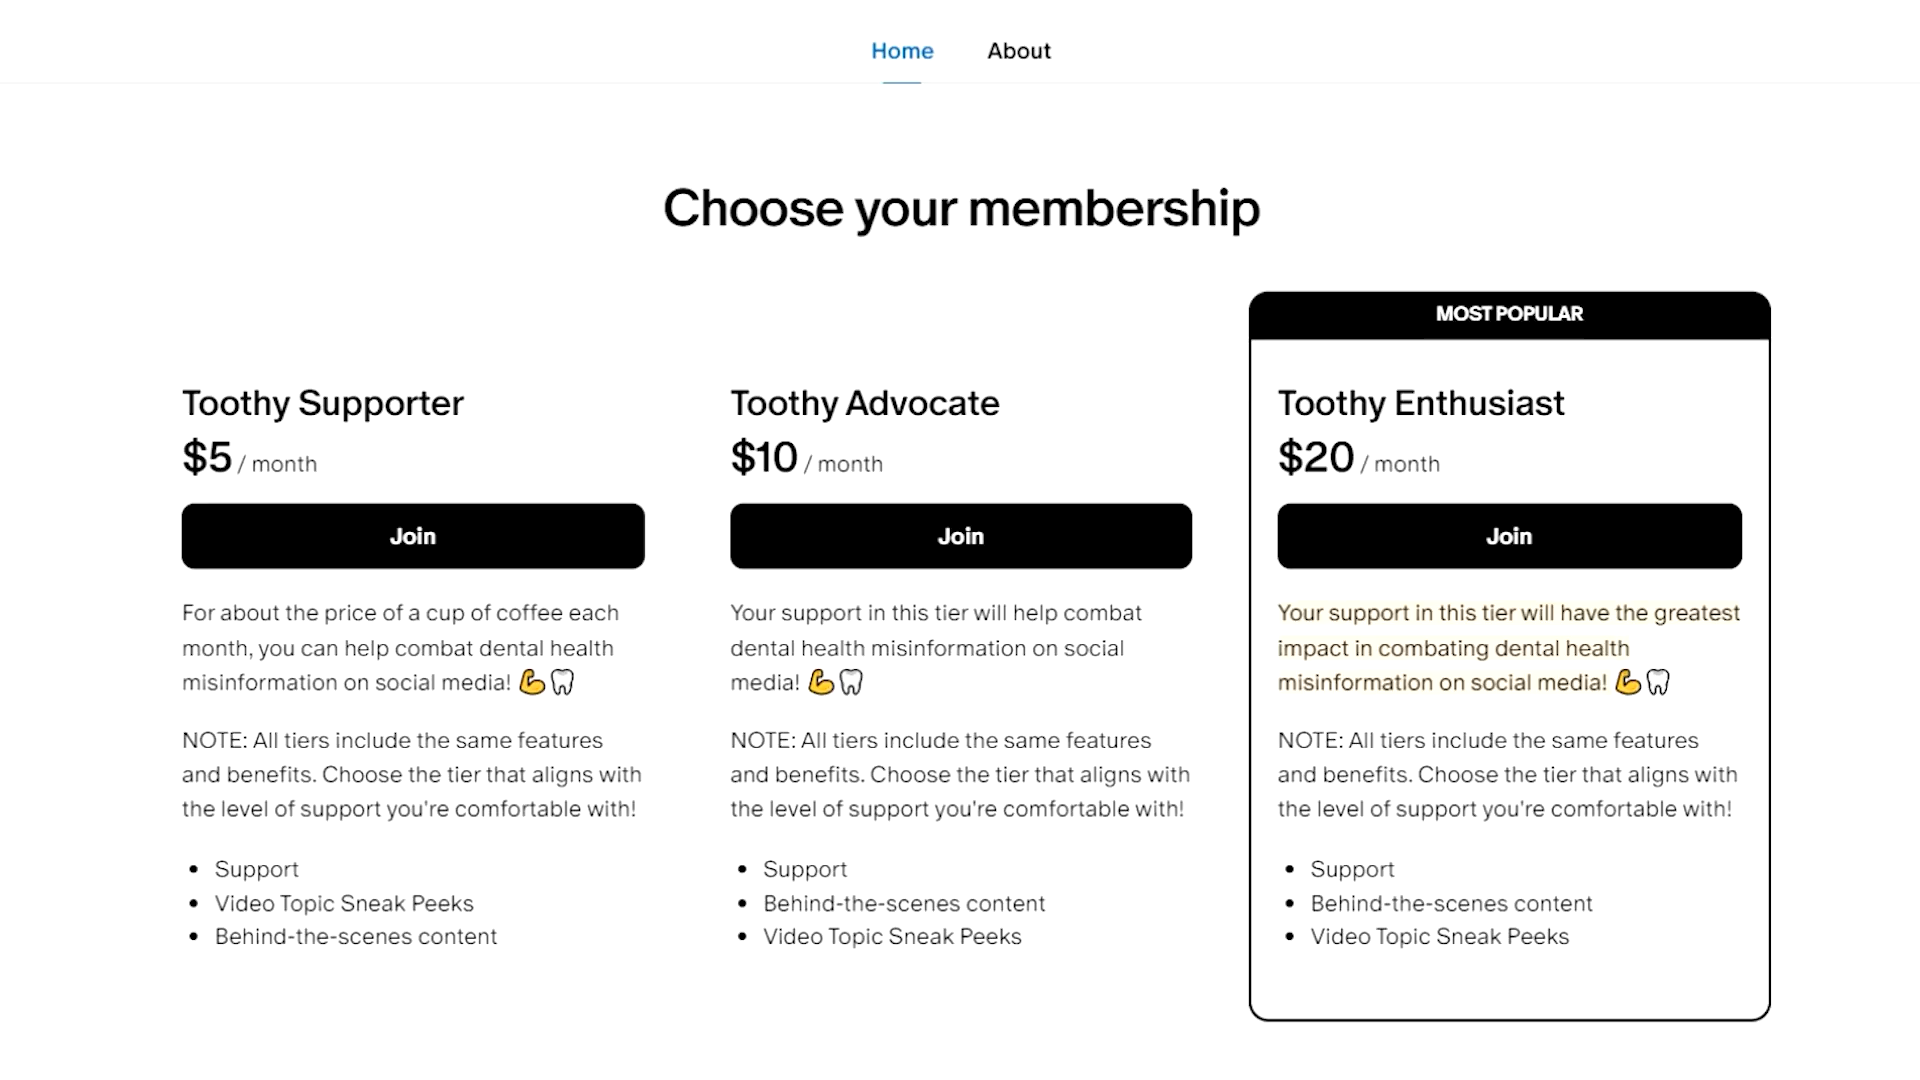 Home About
Choose your membership
MOST POPULAR
Toothy Supporter
$5 / month
Join
For about the price of a cup of coffee each
month, you can help combat dental health
misinformation on social media! 💪🦷
NOTE: All tiers include the same features
and benefits. Choose the tier that aligns with
the level of support you're comfortable with!
• Support
• Video Topic Sneak Peeks
• Behind-the-scenes content
Toothy Advocate
$10 / month
Join
Your support in this tier will help combat
dental health misinformation on social
media! 💪🦷
NOTE: All tiers include the same features
and benefits. Choose the tier that aligns with
the level of support you're comfortable with!
• Support
• Behind-the-scenes content
• Video Topic Sneak Peeks
Toothy Enthusiast
$20 / month
Join
Your support in this tier will have the greatest
impact in combating dental health
misinformation on social media! 💪🦷
NOTE: All tiers include the same features
and benefits. Choose the tier that aligns with
the level of support you're comfortable with!
• Support
• Behind-the-scenes content
• Video Topic Sneak Peeks